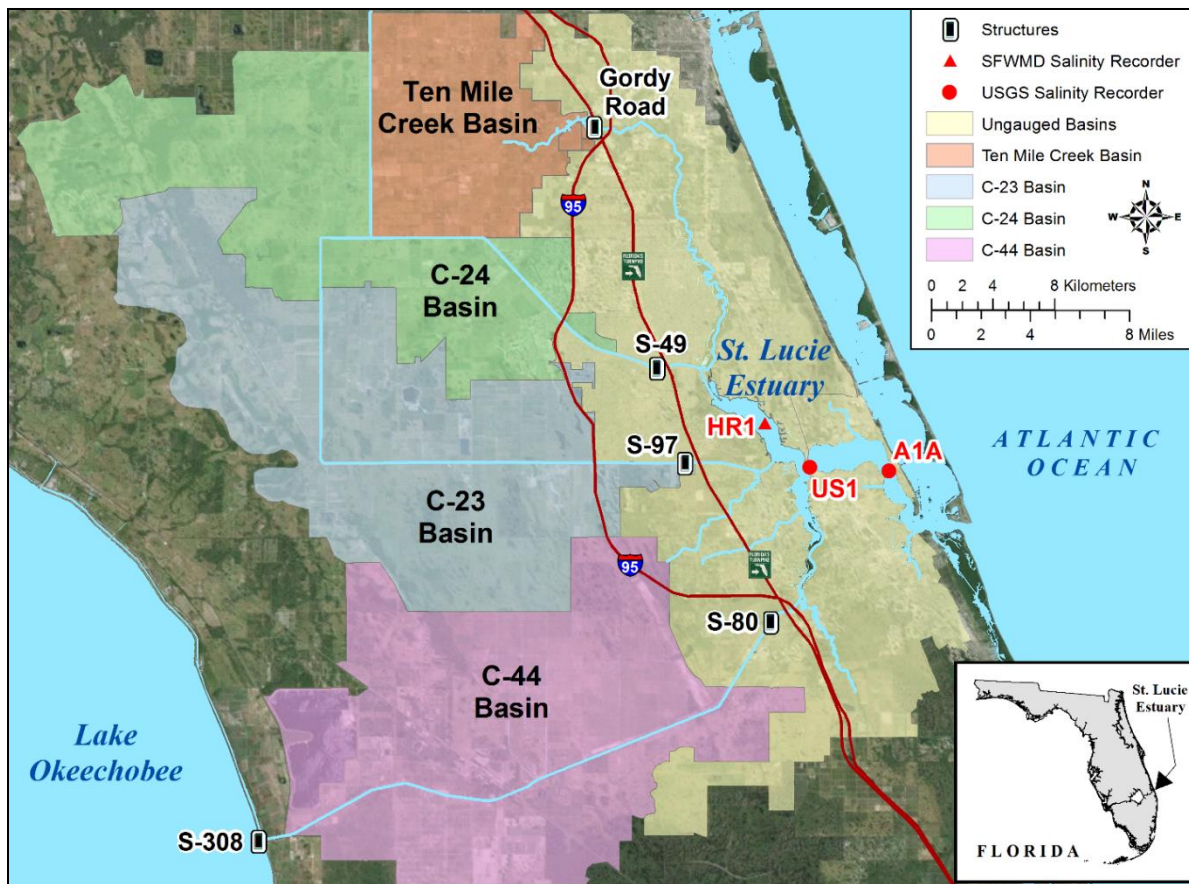 Structures
SFWMD Salinity Recorder
USGS Salinity Recorder
Ungauged Basins
Ten Mile Creek Basin
C-23 Basin
C-24 Basin
C-44 Basin
N
W E
S
0 2 4 8 Kilometers
0 2 4 8 Miles
Gordy
Road
Ten Mile
Creek Basin
95
C-24
Basin
S-49
St. Lucie
Estuary
HR1
A1A
ATLANTIC
OCEAN
S-97
US1
C-23
Basin
95
S-80
C-44
Basin
Lake
Okeechobee
S-308
St. Lucie
Estuary
FLORIDA